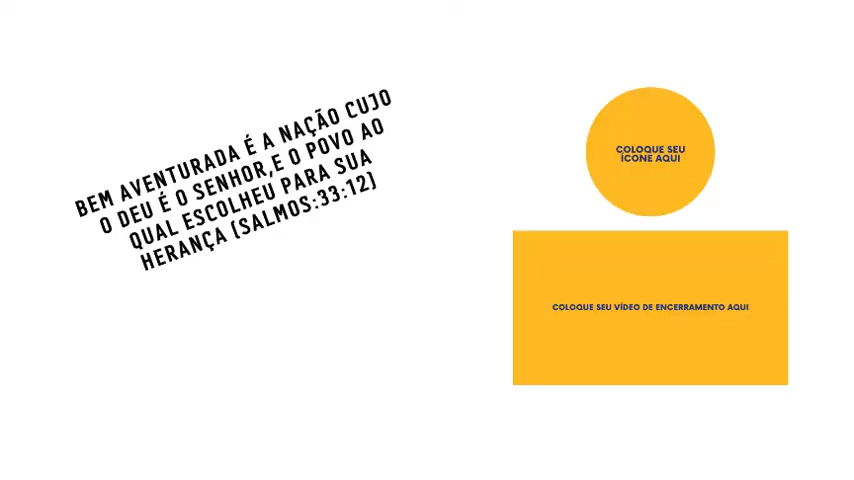 BEM AVENTURADA É A NAÇÃO CUJO
O DEU É O SENHOR,E O POVO AO
QUAL ESCOLHEU PARA SUA
HERANÇA (SALMOS:33:12)
COLOQUE SEU
ÍCONE AQUI
COLOQUE SEU VÍDEO DE ENCERRAMENTO AQUI